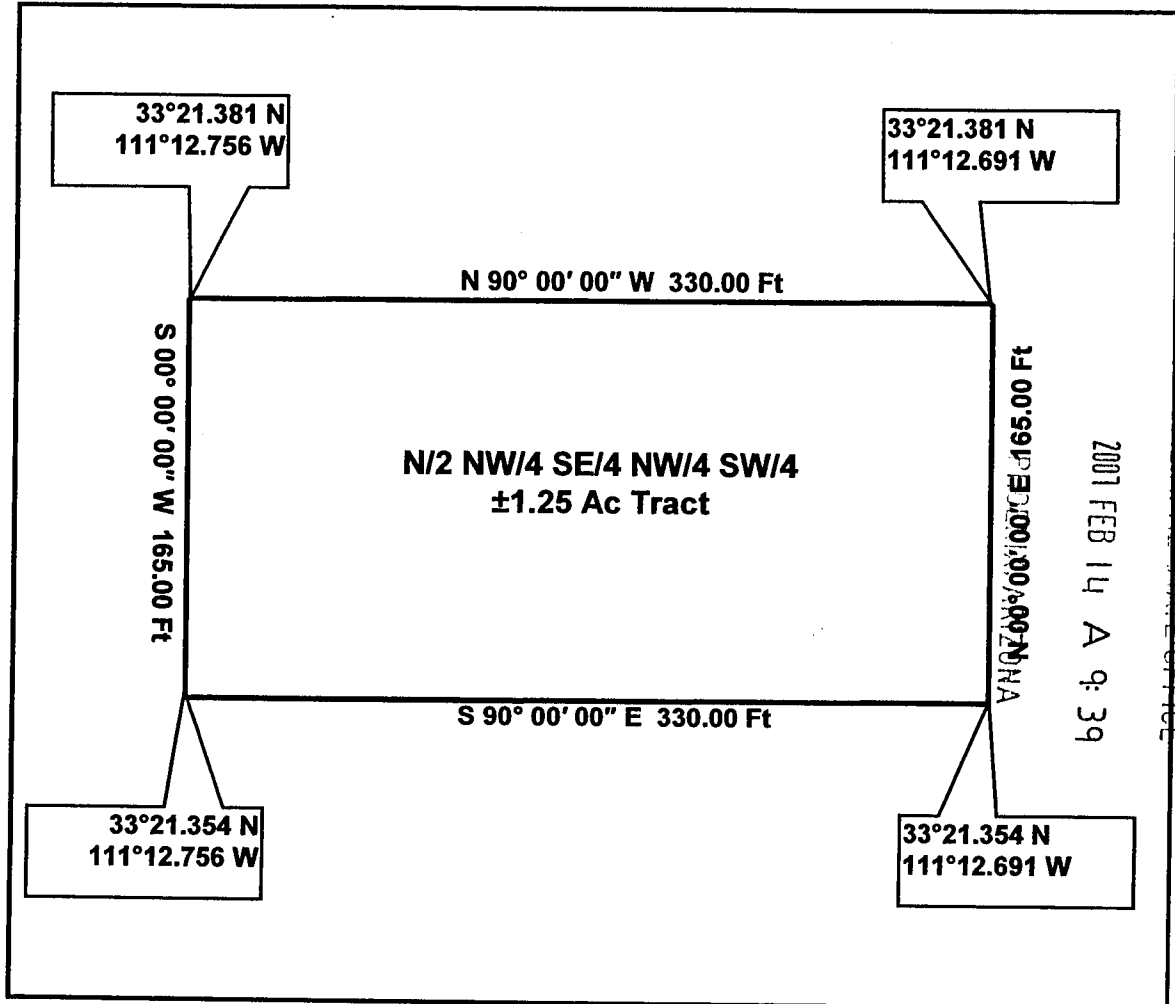 33°21.381 N
111°12.756 W
33°21.381 N
111°12.691 W
N 90° 00′ 00″ W 330.00 Ft
S 00° 00′ 00″ W 165.00 Ft
N/2 NW/4 SE/4 NW/4 SW/4
±1.25 Ac Tract
N 00° 00′ 00″ E 165.00 Ft
2007 FEB 14 A 9:39
S 90° 00′ 00″ E 330.00 Ft
33°21.354 N
111°12.756 W
33°21.354 N
111°12.691 W